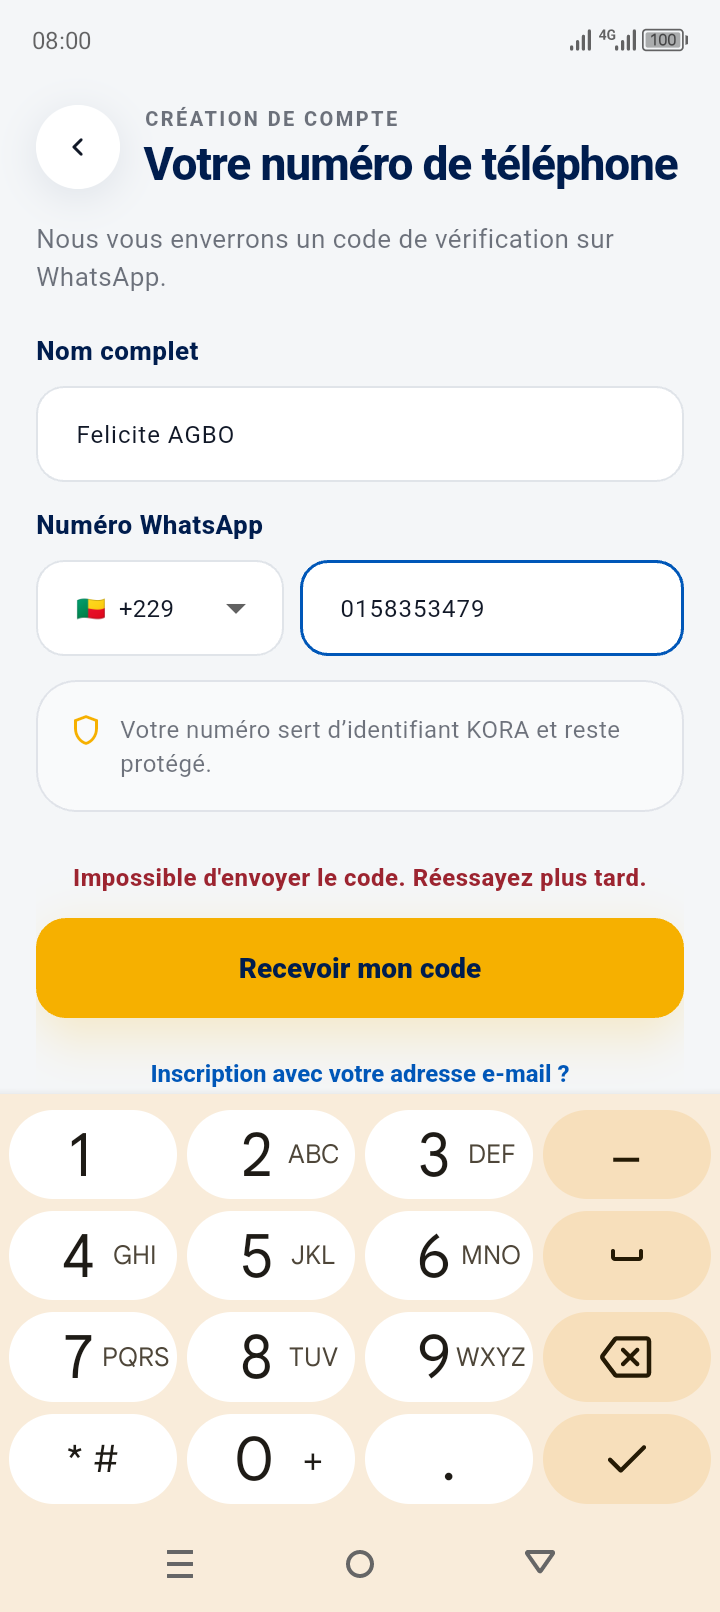 08:00
4G
100
CRÉATION DE COMPTE
Votre numéro de téléphone
Nous vous enverrons un code de vérification sur
WhatsApp.
Nom complet
Felicite AGBO
Numéro WhatsApp
+229
0158353479
Votre numéro sert d’identifiant KORA et reste
protégé.
Impossible d'envoyer le code. Réessayez plus tard.
Recevoir mon code
Inscription avec votre adresse e-mail ?
1
2 ABC
3 DEF
–
4 GHI
5 JKL
6 MNO
7 PQRS
8 TUV
9 WXYZ
* #
0 +
.